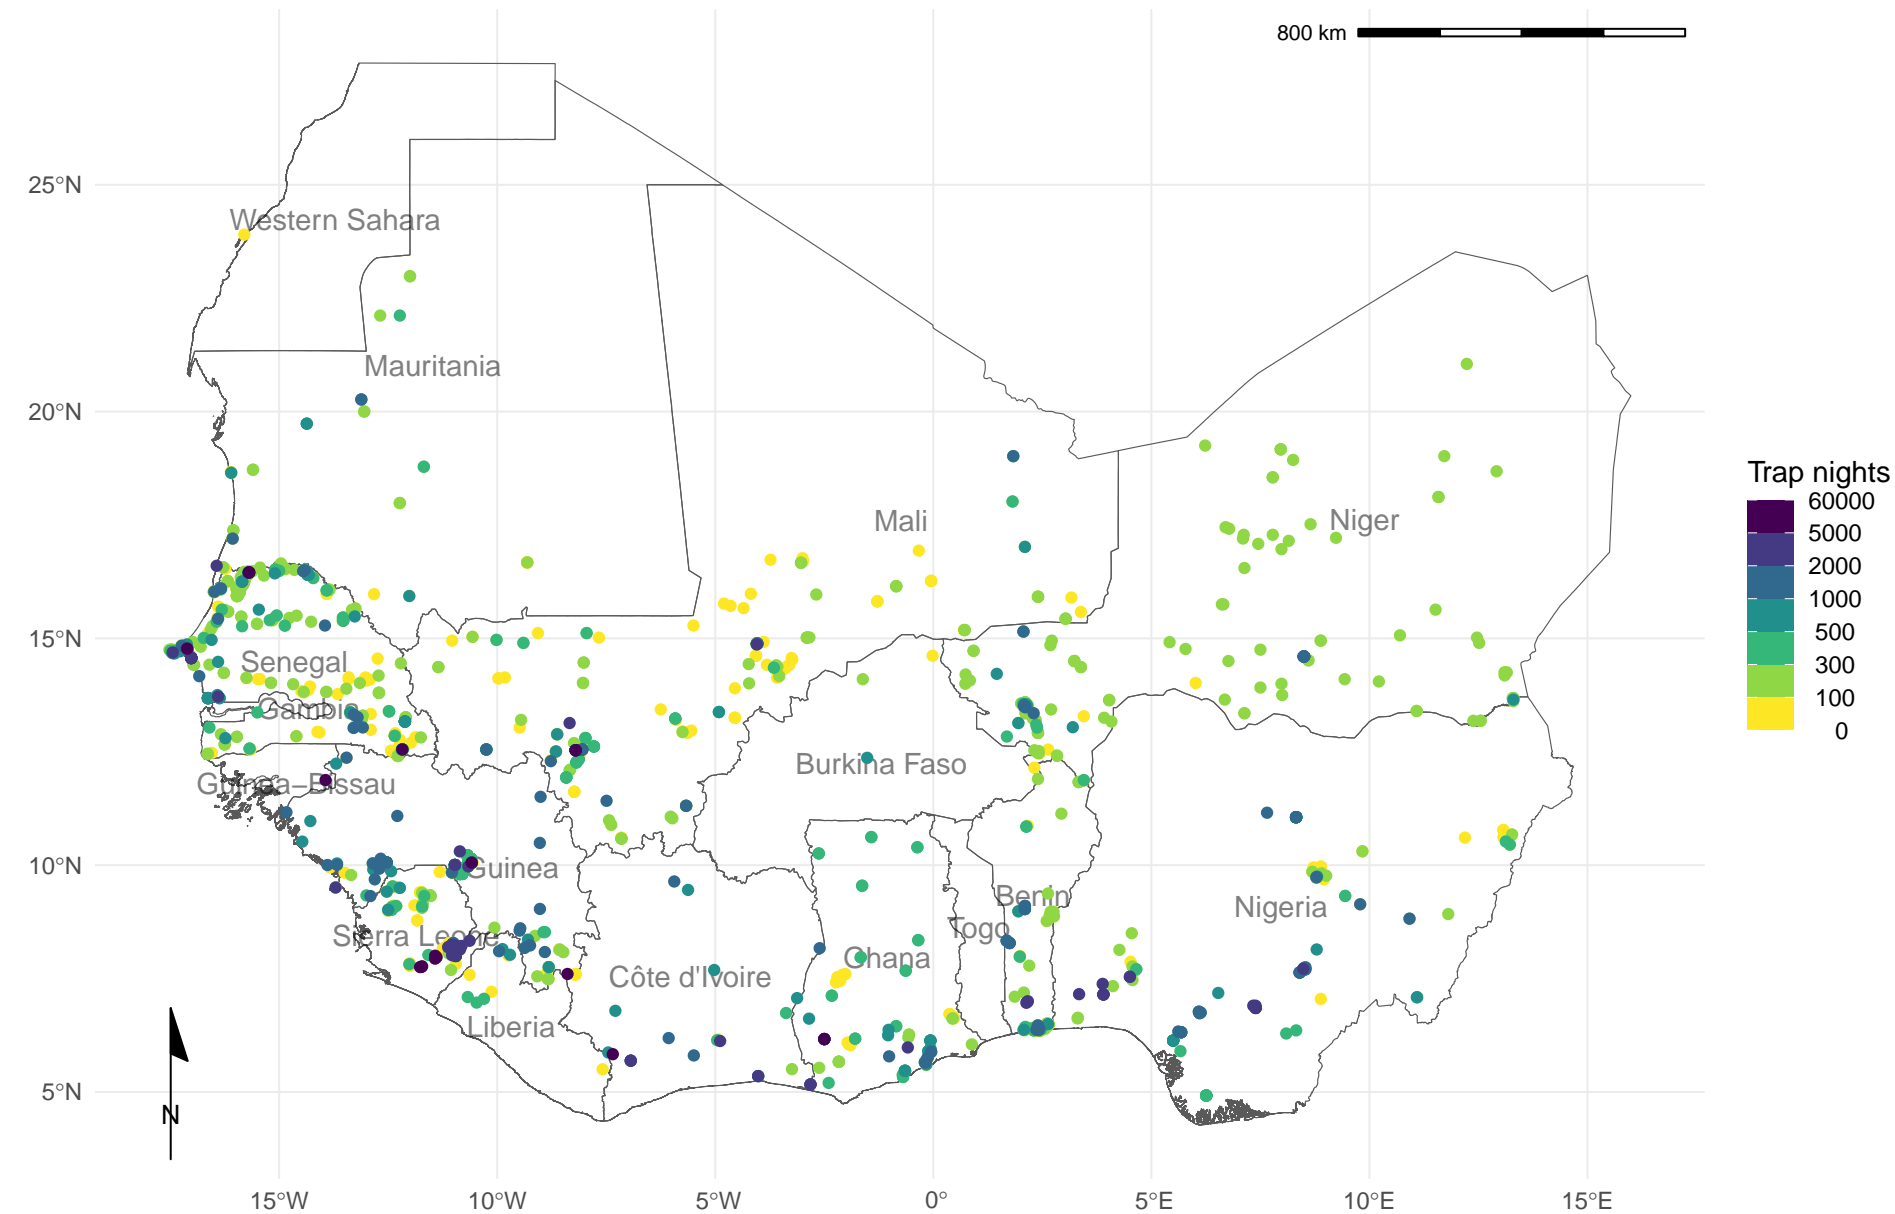 800 km
25°N
20°N
15°N
10°N
5°N
15°W
10°W
5°W
0°
5°E
10°E
15°E
Western Sahara
Mauritania
Mali
Niger
Senegal
Gambia
Guinea−Bissau
Burkina Faso
Guinea
Benin
Togo
Nigeria
Sierra Leone
Ghana
Côte d'Ivoire
Liberia
N
Trap nights
60000
5000
2000
1000
500
300
100
0